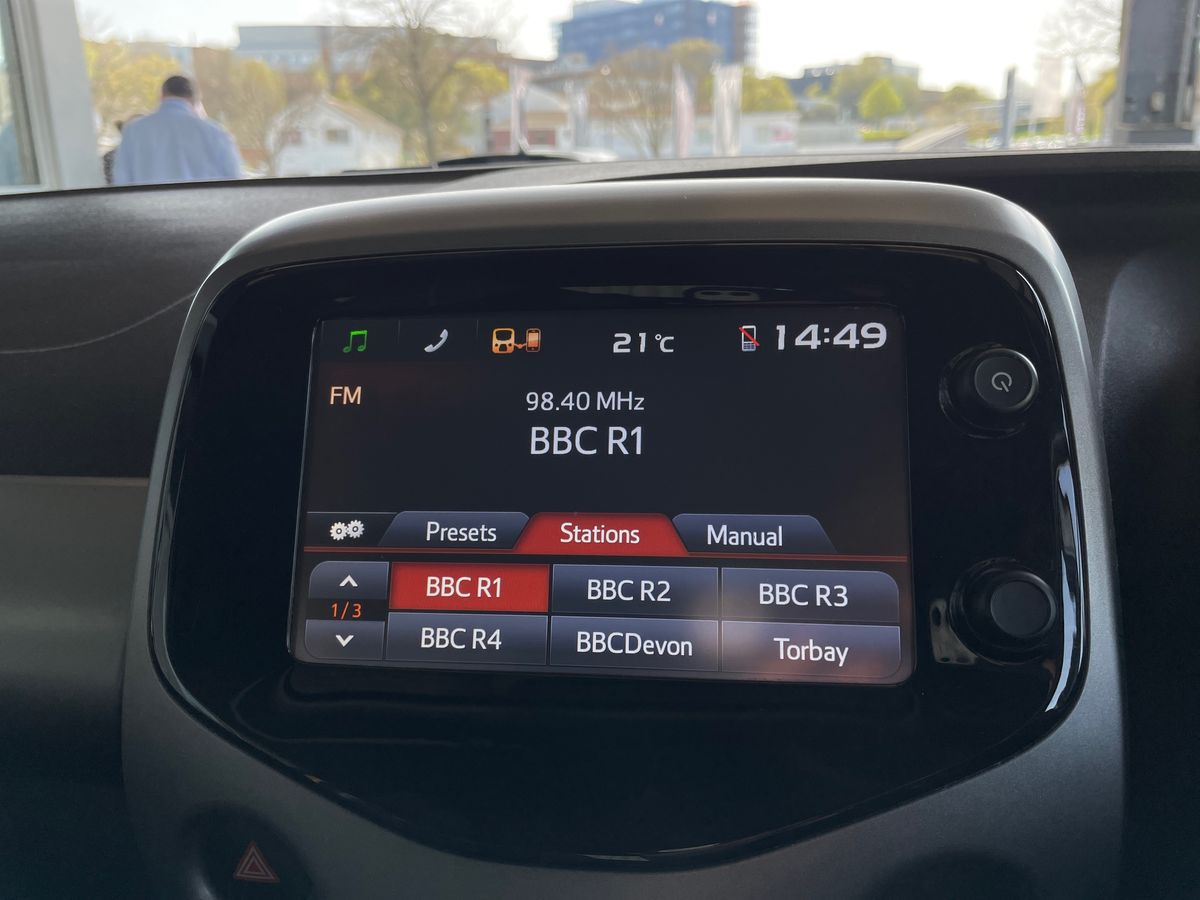 21°C 14:49
FM
98.40 MHz
BBC R1
Presets Stations Manual
BBC R1 BBC R2 BBC R3
1/3
BBC R4 BBCDevon Torbay